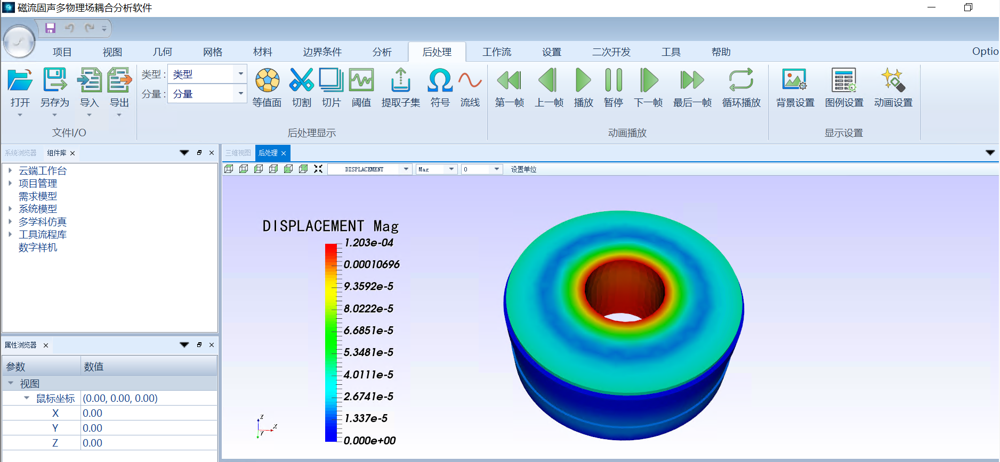 磁流固声多物理场耦合分析软件
项目 视图 几何 网格 材料 边界条件 分析 后处理 工作流 设置 二次开发 工具 帮助 Optio
类型 : 类型
分量 : 分量
打开 另存为 导入 导出 等值面 切割 切片 阈值 提取子集 符号 流线 第一帧 上一帧 播放 暂停 下一帧 最后一帧 循环播放 背景设置 图例设置 动画设置
文件I/O 后处理显示 动画播放 显示设置
系统浏览器 组件库
云端工作台
项目管理
需求模型
系统模型
多学科仿真
工具流程库
数字样机
属性浏览器
参数 数值
视图
鼠标坐标 (0.00, 0.00, 0.00)
X 0.00
Y 0.00
Z 0.00
三维视图 后处理
DISPLACEMENT Mag 0 设置单位
DISPLACEMENT Mag
1.203e-04
0.00010696
9.3592e-5
8.0222e-5
6.6851e-5
5.3481e-5
4.0111e-5
2.6741e-5
1.337e-5
0.000e+00
Z
X
Y